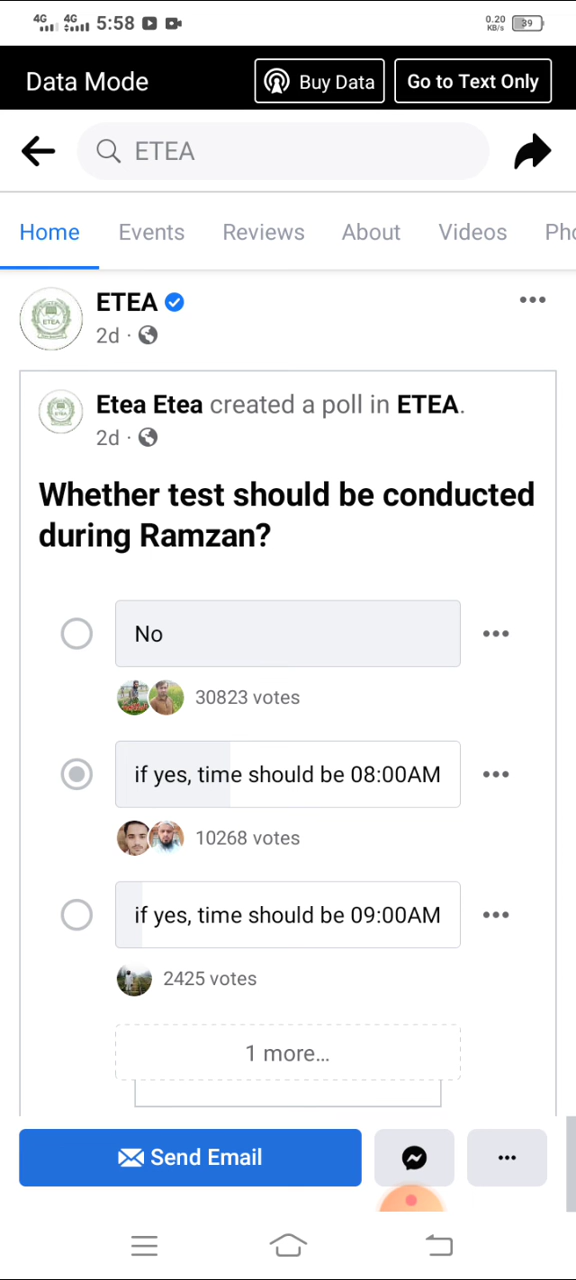 4G 4G 5:58
0.20 KB/s 39
Data Mode Buy Data Go to Text Only
ETEA
Home Events Reviews About Videos Pho
ETEA
2d ·
Etea Etea created a poll in ETEA.
2d ·
Whether test should be conducted
during Ramzan?
No
30823 votes
if yes, time should be 08:00AM
10268 votes
if yes, time should be 09:00AM
2425 votes
1 more...
Send Email